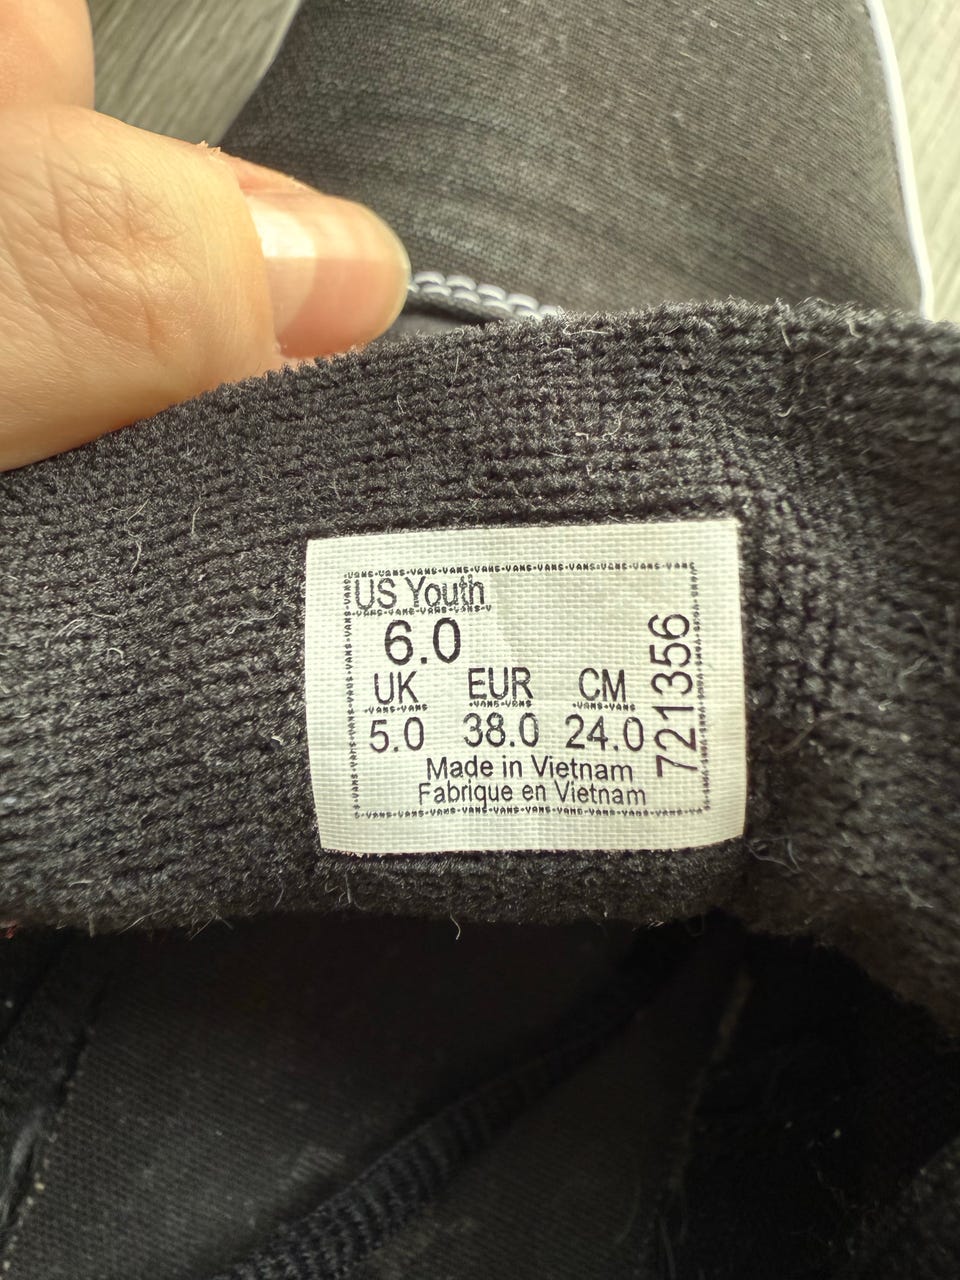 US Youth
6.0
UK EUR CM
5.0 38.0 24.0
Made in Vietnam
Fabrique en Vietnam
721356